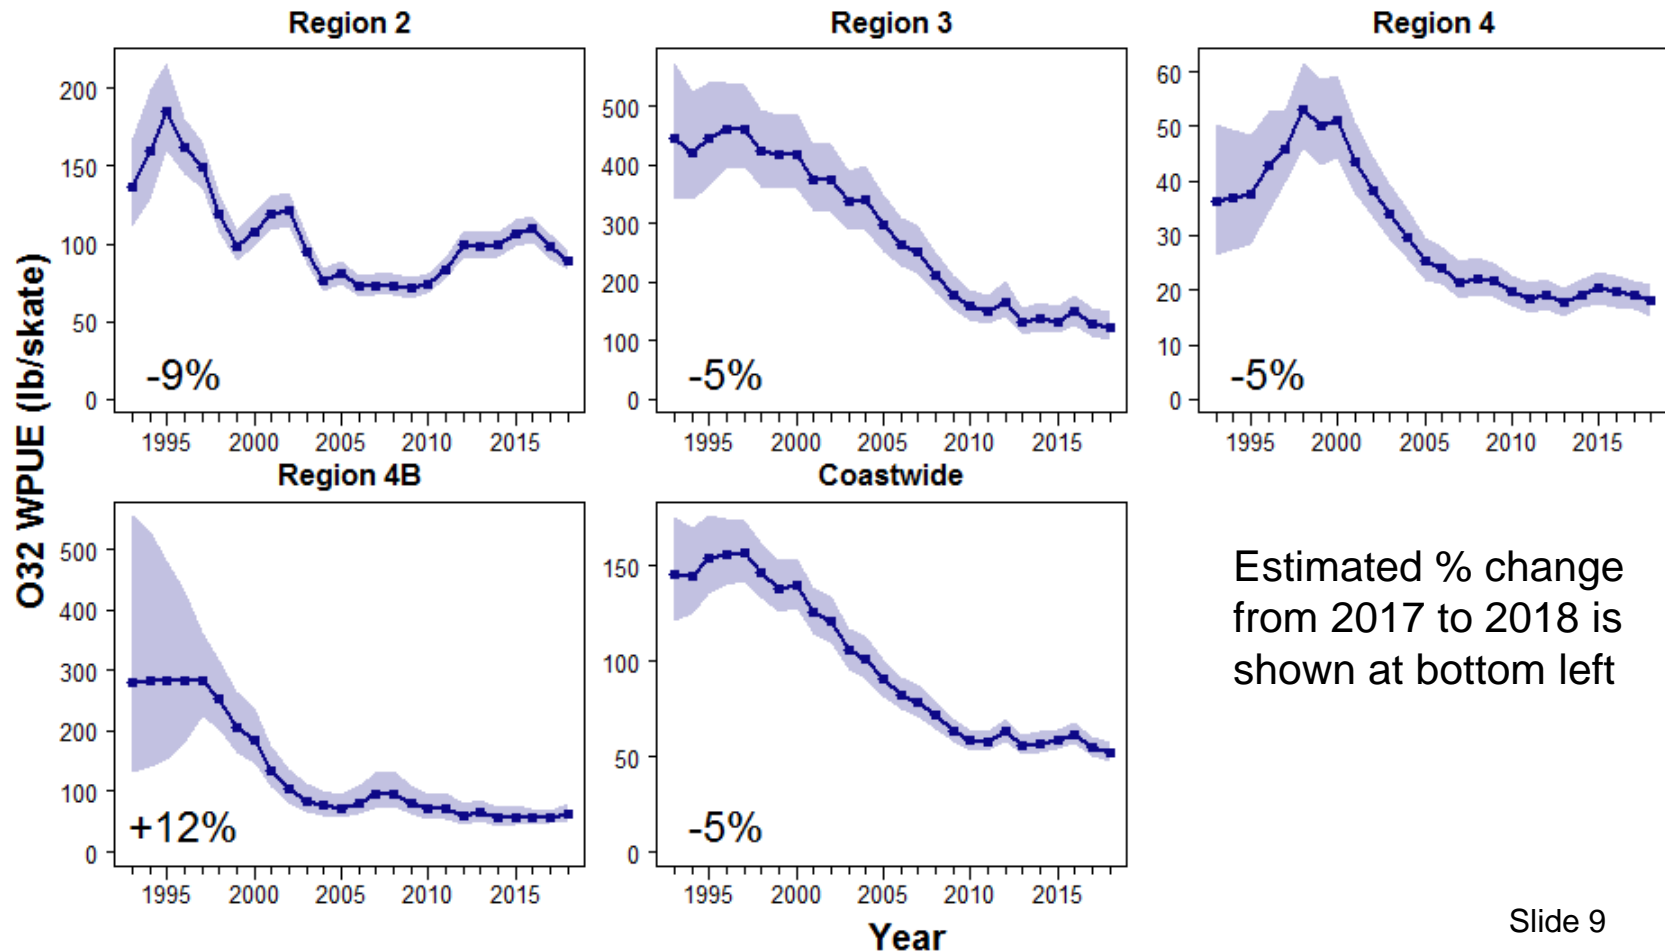 Region 2
Region 3
Region 4
200
150
100
50
0
-9%
1995 2000 2005 2010 2015
500
400
300
200
100
0
-5%
1995 2000 2005 2010 2015
60
50
40
30
20
10
0
-5%
1995 2000 2005 2010 2015
O32 WPUE (lb/skate)
Region 4B
Coastwide
500
400
300
200
100
0
+12%
1995 2000 2005 2010 2015
150
100
50
0
-5%
1995 2000 2005 2010 2015
Estimated % change
from 2017 to 2018 is
shown at bottom left
Year
Slide 9